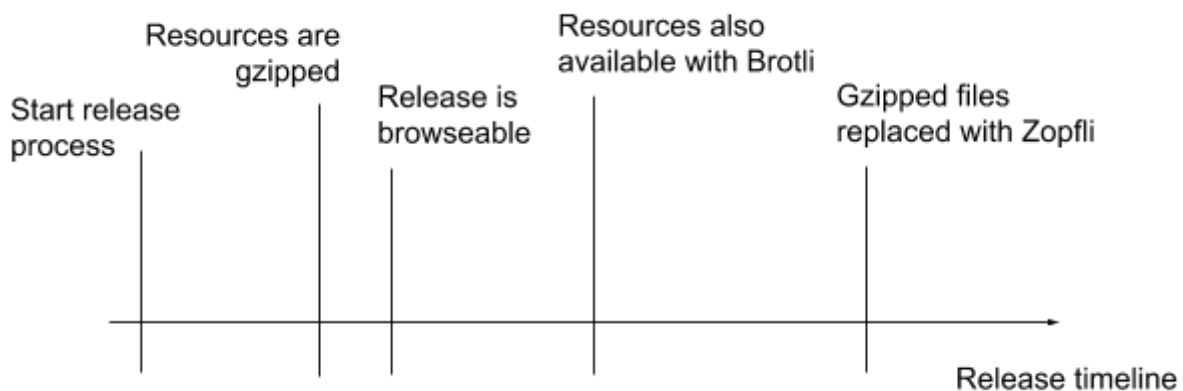 Start release
process
Resources are
gzipped
Release is
browseable
Resources also
available with Brotli
Gzipped files
replaced with Zopfli
Release timeline